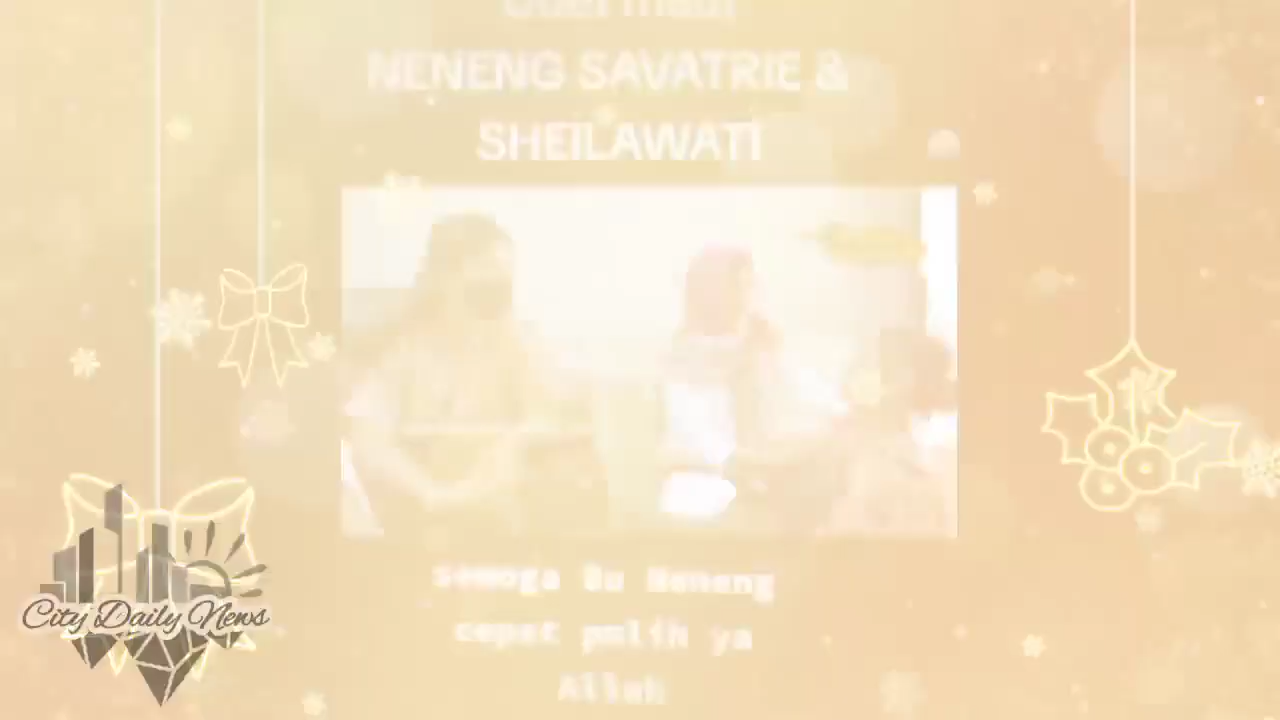 NENENG SAVATRIE &
SHEILAWATI
semoga Bu Neneng
cepat pulih ya
Allah
City Daily News